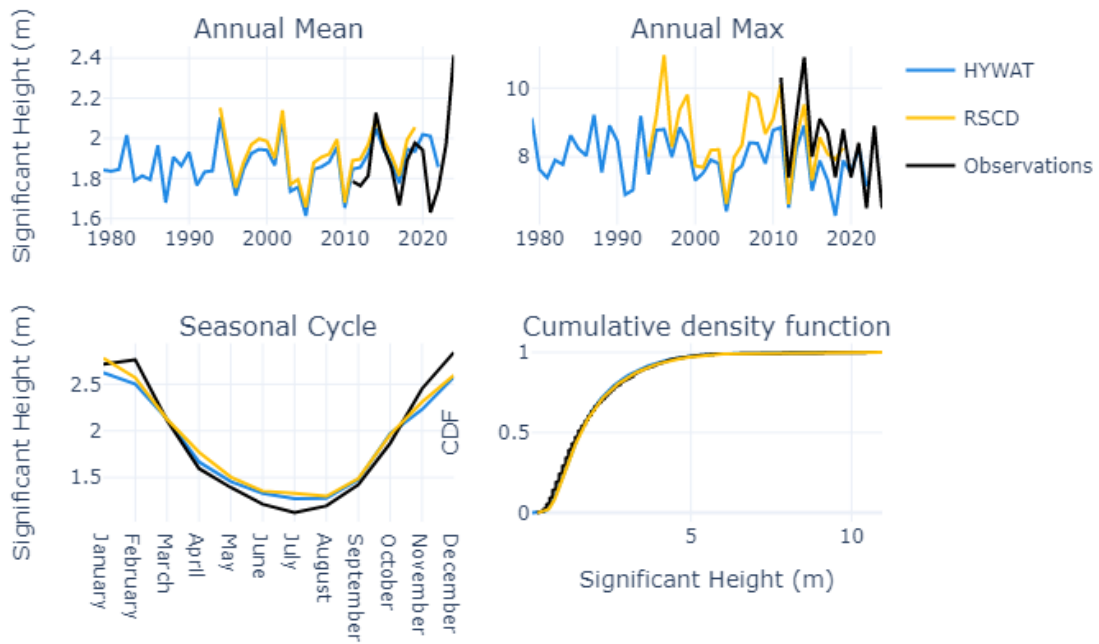 Annual Mean
Annual Max
Significant Height (m)
2.4
2.2
2
1.8
1.6
1980
1990
2000
2010
2020
10
8
1980
1990
2000
2010
2020
HYWAT
RSCD
Observations
Seasonal Cycle
Cumulative density function
Significant Height (m)
2.5
2
1.5
January
February
March
April
May
June
July
August
September
October
November
December
CDF
1
0.5
0
5
10
Significant Height (m)